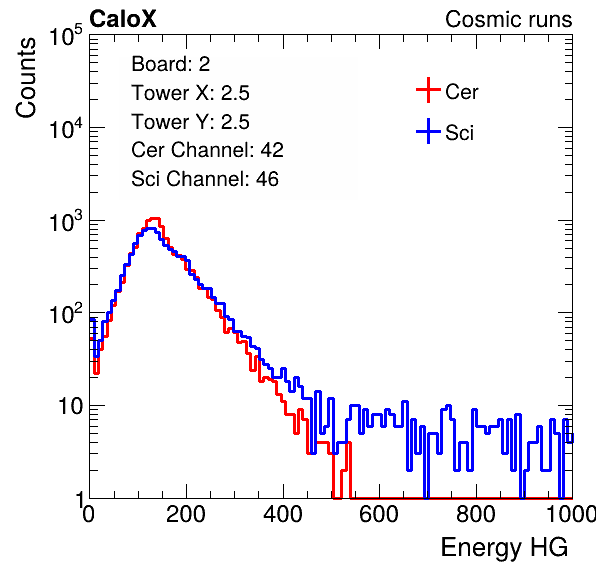 CaloX Cosmic runs
Counts
10^5
10^4
10^3
10^2
10
1
Board: 2
Tower X: 2.5
Tower Y: 2.5
Cer Channel: 42
Sci Channel: 46
Cer
Sci
0 200 400 600 800 1000
Energy HG